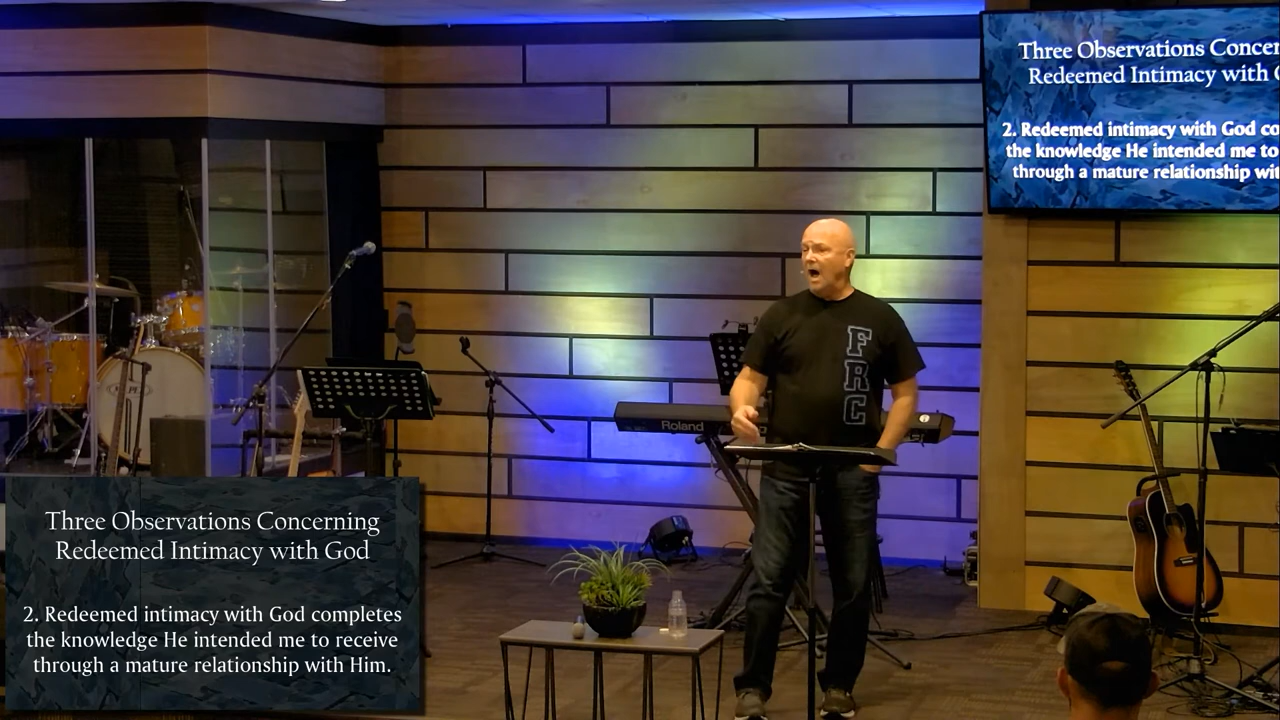 Three Observations Concer
Redeemed Intimacy with
2. Redeemed intimacy with God co
the knowledge He intended me to
through a mature relationship wit
F
R
C
Roland
Three Observations Concerning
Redeemed Intimacy with God
2. Redeemed intimacy with God completes
the knowledge He intended me to receive
through a mature relationship with Him.